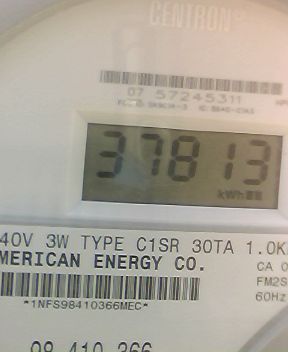 CENTRON®
07 57245311
37813
kWh
40V 3W TYPE C1SR 30TA 1.0K
MERICAN ENERGY CO.
CA 0
FM2S
*1NFS98410366MEC*
60Hz
98 410 366